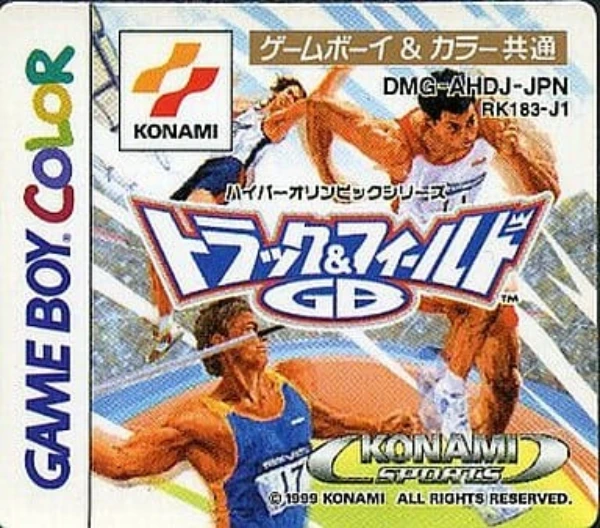 GAME BOY COLOR
KONAMI
ゲームボーイ & カラー共通
DMG-AHDJ-JPN
RK183-J1
ハイパーオリンピックシリーズ
トラック&フィールド
GB
TM
17
KONAMI
SPORTS
© 1999 KONAMI ALL RIGHTS RESERVED.